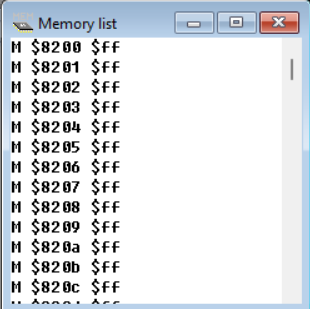 Memory list
M $8200 $ff
M $8201 $ff
M $8202 $ff
M $8203 $ff
M $8204 $ff
M $8205 $ff
M $8206 $ff
M $8207 $ff
M $8208 $ff
M $8209 $ff
M $820a $ff
M $820b $ff
M $820c $ff